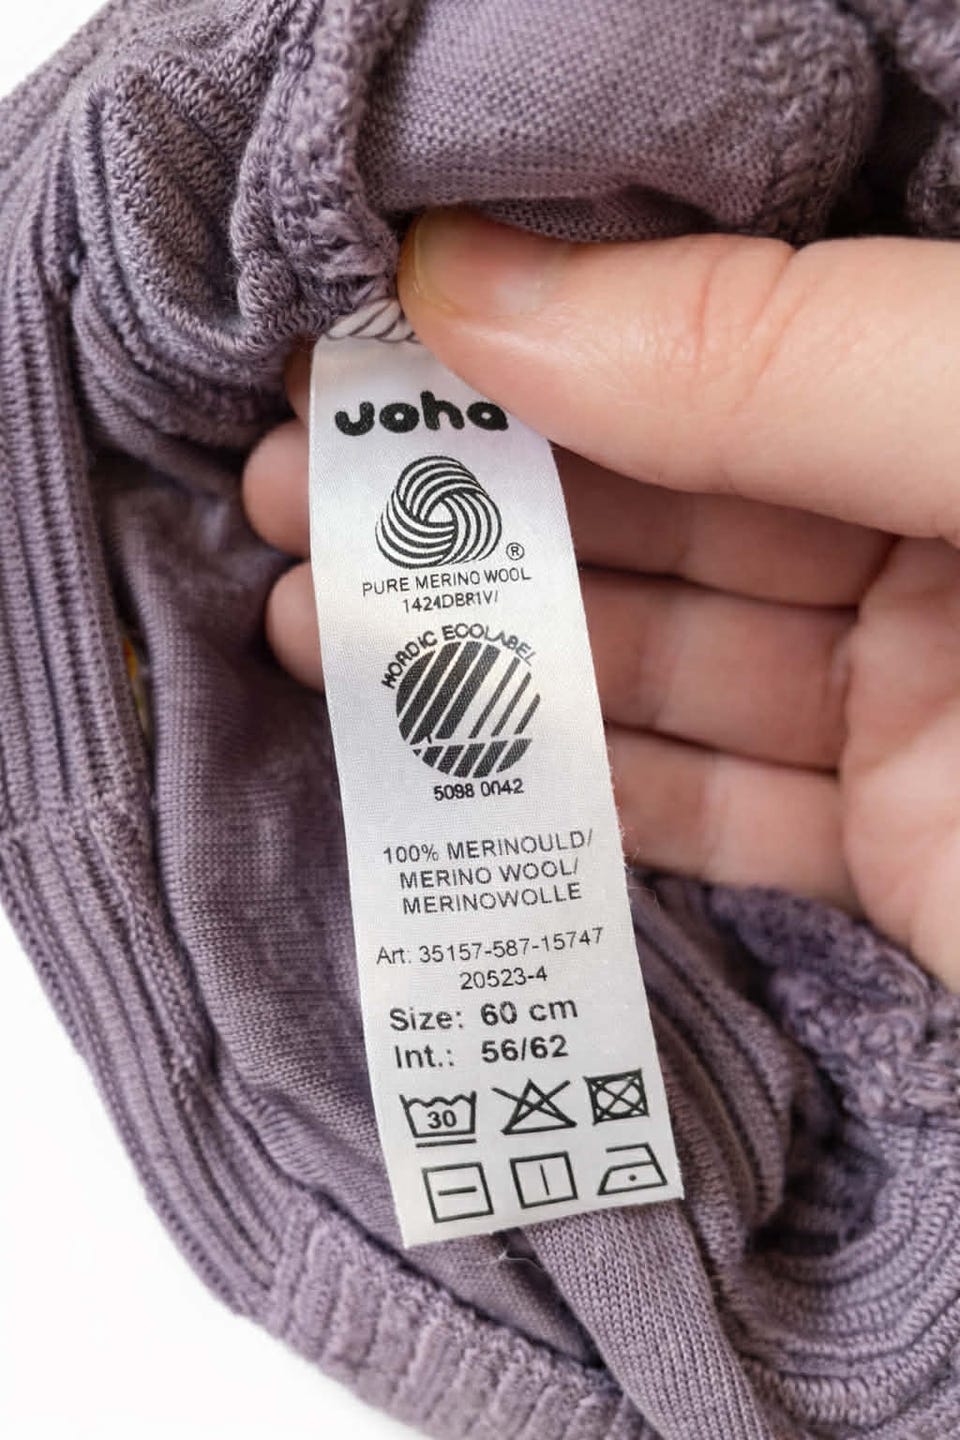 Joha
®
PURE MERINO WOOL
1424DBR1V/
NORDIC ECOLABEL
5098 0042
100% MERINOULD/
MERINO WOOL/
MERINOWOLLE
Art: 35157-587-15747
20523-4
Size: 60 cm
Int.: 56/62
30